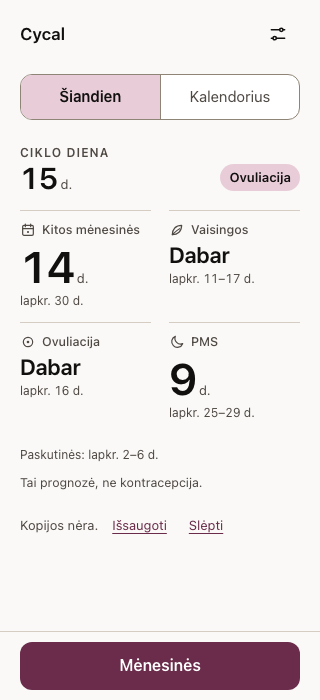 Cycal
Šiandien
Kalendorius
CIKLO DIENA
15 d.
Ovuliacija
Kitos mėnesinės
14 d.
lapkr. 30 d.
Vaisingos
Dabar
lapkr. 11–17 d.
Ovuliacija
Dabar
lapkr. 16 d.
PMS
9 d.
lapkr. 25–29 d.
Paskutinės: lapkr. 2–6 d.
Tai prognozė, ne kontracepcija.
Kopijos nėra. Išsaugoti Slėpti
Mėnesinės